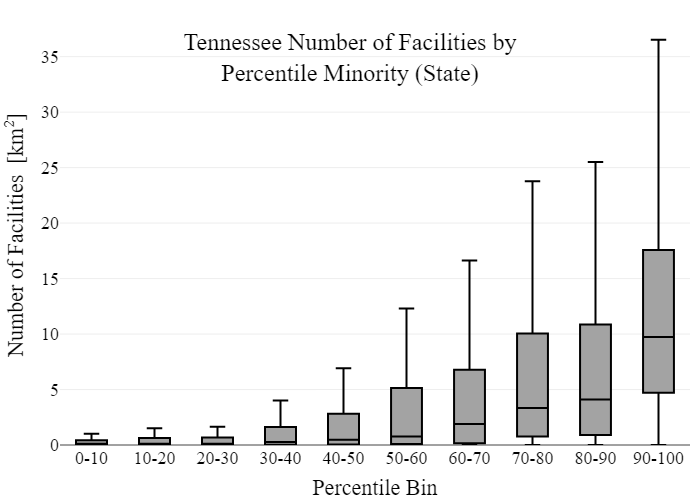 Tennessee Number of Facilities by
Percentile Minority (State)
Number of Facilities [km²]
35
30
25
20
15
10
5
0
0-10 10-20 20-30 30-40 40-50 50-60 60-70 70-80 80-90 90-100
Percentile Bin